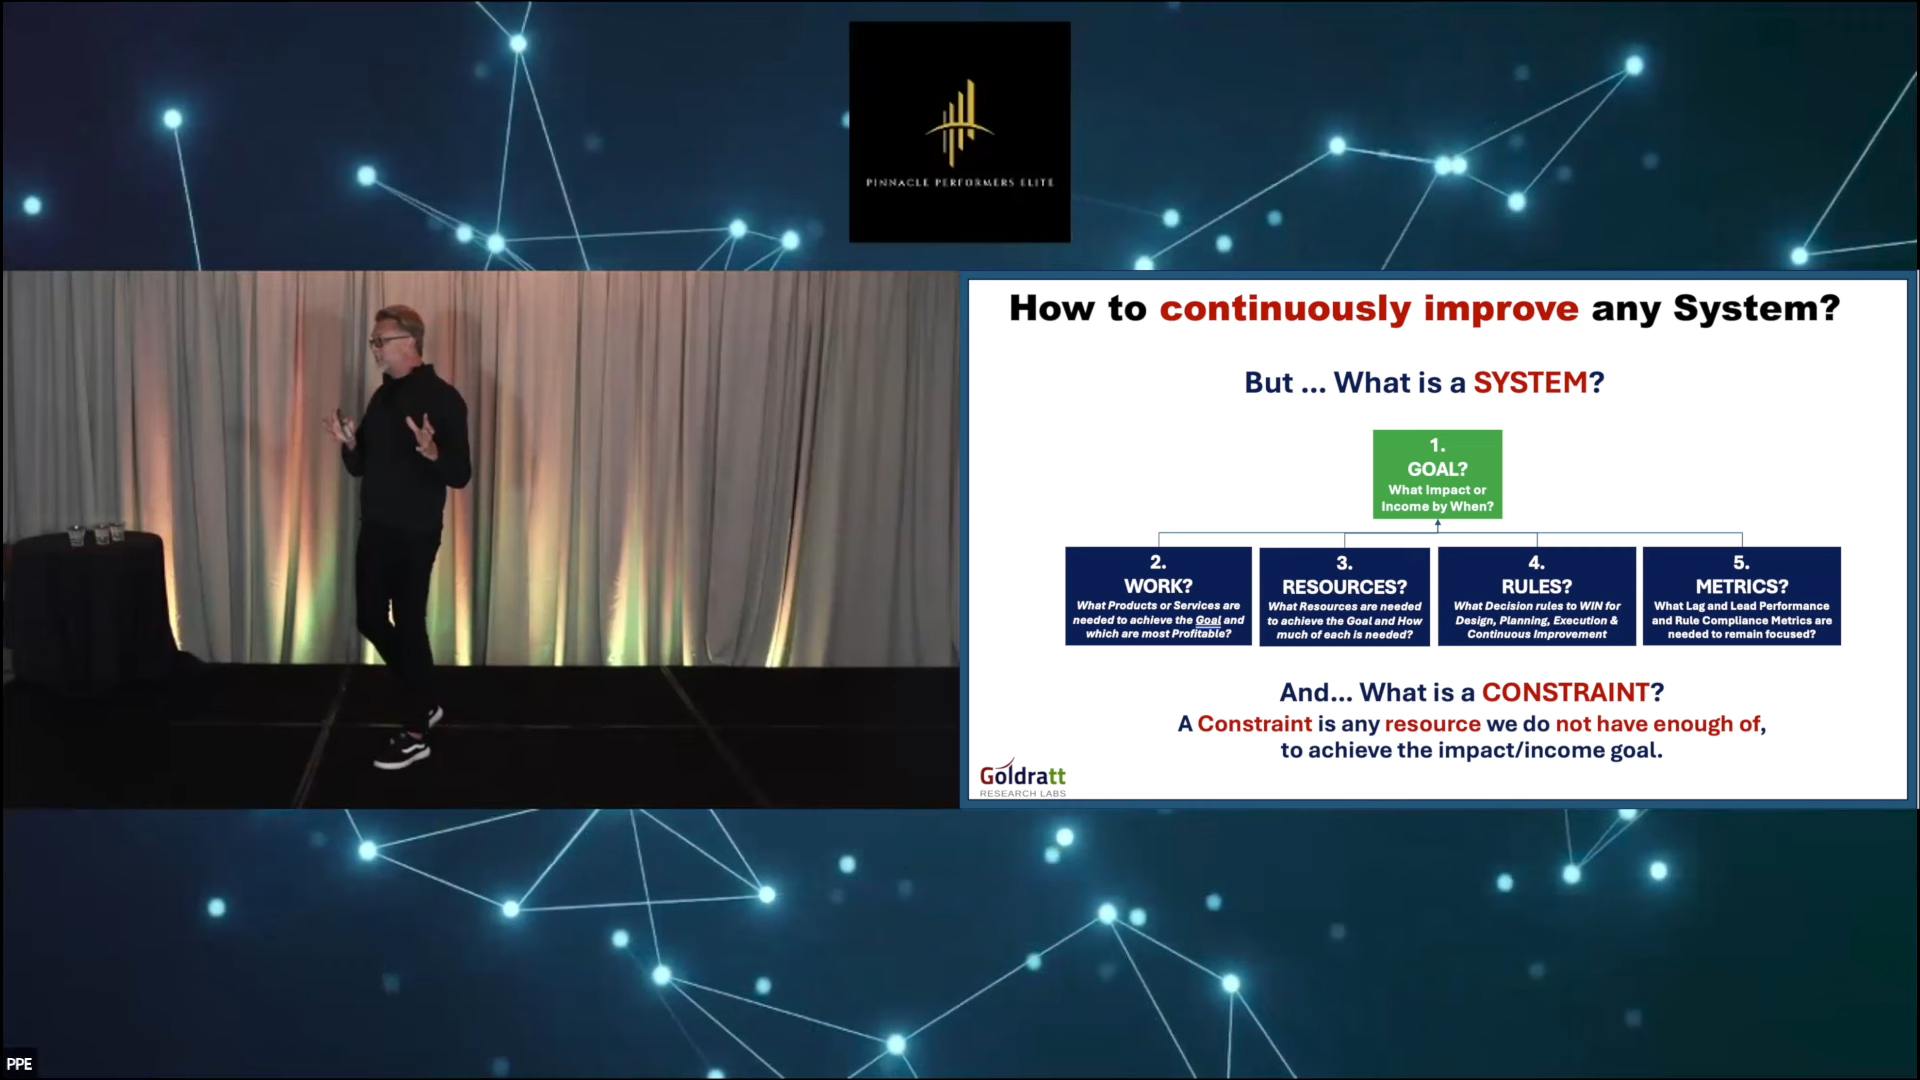 PINNACLE PERFORMERS ELITE
How to continuously improve any System?
But ... What is a SYSTEM?
1.
GOAL?
What Impact or
Income by When?
2.
WORK?
What Products or Services are
needed to achieve the Goal and
which are most Profitable?
3.
RESOURCES?
What Resources are needed
to achieve the Goal and How
much of each is needed?
4.
RULES?
What Decision rules to WIN for
Design, Planning, Execution &
Continuous Improvement
5.
METRICS?
What Lag and Lead Performance
and Rule Compliance Metrics are
needed to remain focused?
And... What is a CONSTRAINT?
A Constraint is any resource we do not have enough of,
to achieve the impact/income goal.
Goldratt
RESEARCH LABS
PPE